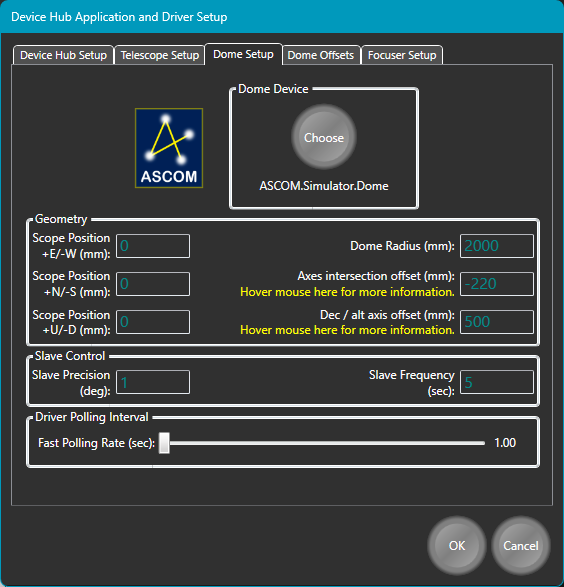 Device Hub Application and Driver Setup
Device Hub Setup
Telescope Setup
Dome Setup
Dome Offsets
Focuser Setup
ASCOM
Dome Device
Choose
ASCOM.Simulator.Dome
Geometry
Scope Position
+E/-W (mm):
0
Dome Radius (mm):
2000
Scope Position
+N/-S (mm):
0
Axes intersection offset (mm):
Hover mouse here for more information.
-220
Scope Position
+U/-D (mm):
0
Dec / alt axis offset (mm):
Hover mouse here for more information.
500
Slave Control
Slave Precision
(deg):
1
Slave Frequency
(sec):
5
Driver Polling Interval
Fast Polling Rate (sec):
1.00
OK
Cancel